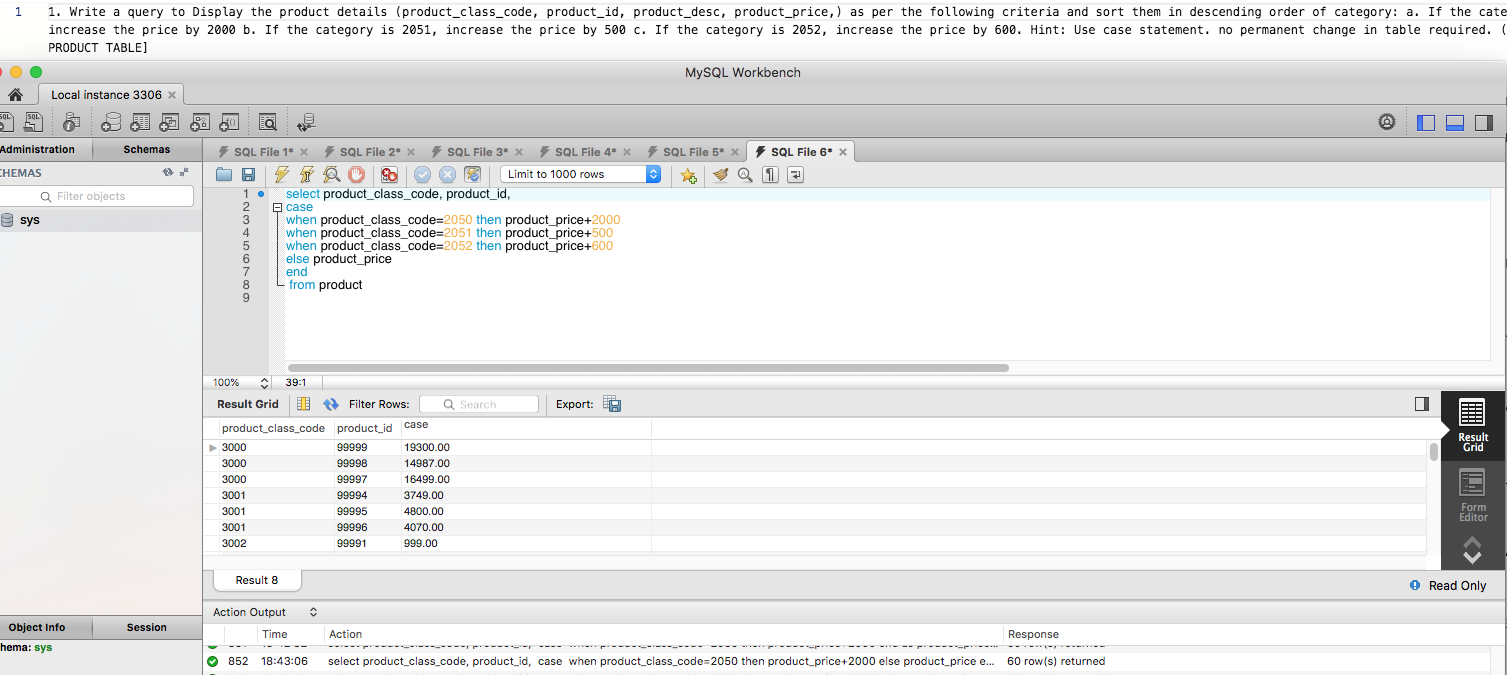 1 1. Write a query to Display the product details (product_class_code, product_id, product_desc, product_price,) as per the following criteria and sort them in descending order of category: a. If the cate
increase the price by 2000 b. If the category is 2051, increase the price by 500 c. If the category is 2052, increase the price by 600. Hint: Use case statement. no permanent change in table required. (
PRODUCT TABLE]
MySQL Workbench
Local instance 3306
Administration Schemas
SQL File 1* SQL File 2* SQL File 3* SQL File 4* SQL File 5* SQL File 6*
CHEMAS
Limit to 1000 rows
Filter objects
sys
1 select product_class_code, product_id,
2 case
3 when product_class_code=2050 then product_price+2000
4 when product_class_code=2051 then product_price+500
5 when product_class_code=2052 then product_price+600
6 else product_price
7 end
8 from product
9
100% 39:1
Result Grid Filter Rows: Search Export:
product_class_code product_id case
3000 99999 19300.00
3000 99998 14987.00
3000 99997 16499.00
3001 99994 3749.00
3001 99995 4800.00
3001 99996 4070.00
3002 99991 999.00
Result
Grid
Form
Editor
Result 8
Read Only
Action Output
Object Info Session
Time Action Response
hema: sys
852 18:43:06 select product_class_code, product_id, case when product_class_code=2050 then product_price+2000 else product_price e... 60 row(s) returned